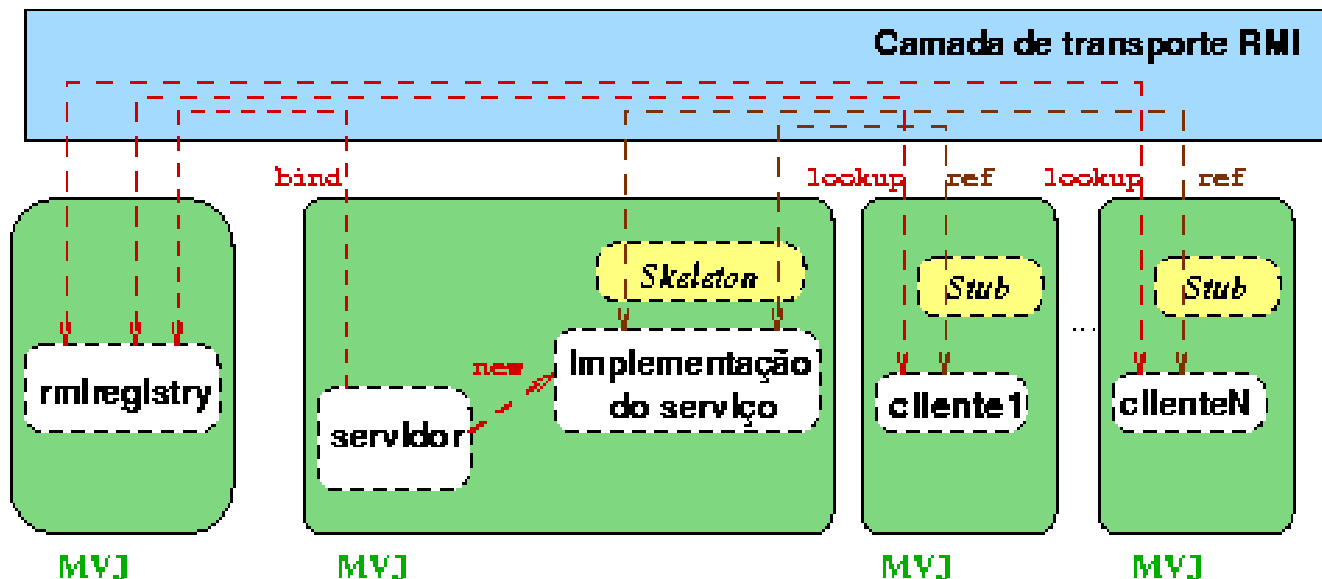 Camada de transporte RMI
bind
lookup
ref
lookup
ref
Skeleton
Stub
Stub
rmiregistry
new
Implementação
do serviço
servidor
cliente1
...
clienteN
MVJ
MVJ
MVJ
MVJ